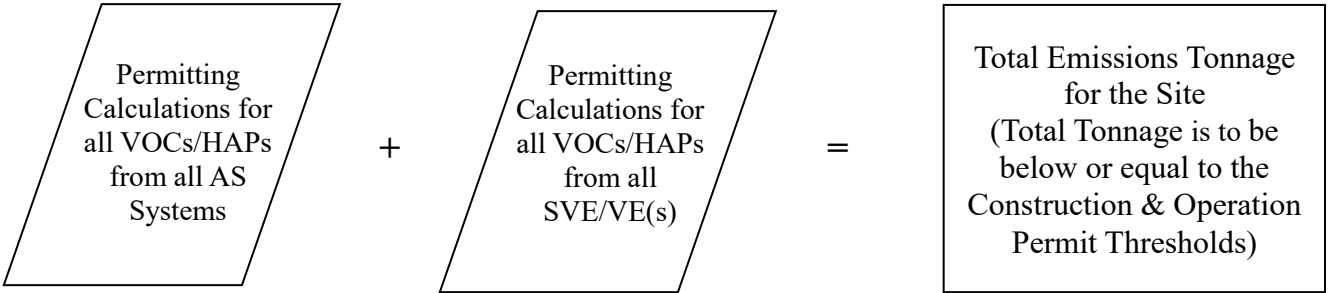 Permitting
Calculations for
all VOCs/HAPs
from all AS
Systems
+
Permitting
Calculations for
all VOCs/HAPs
from all
SVE/VE(s)
=
Total Emissions Tonnage
for the Site
(Total Tonnage is to be
below or equal to the
Construction & Operation
Permit Thresholds)